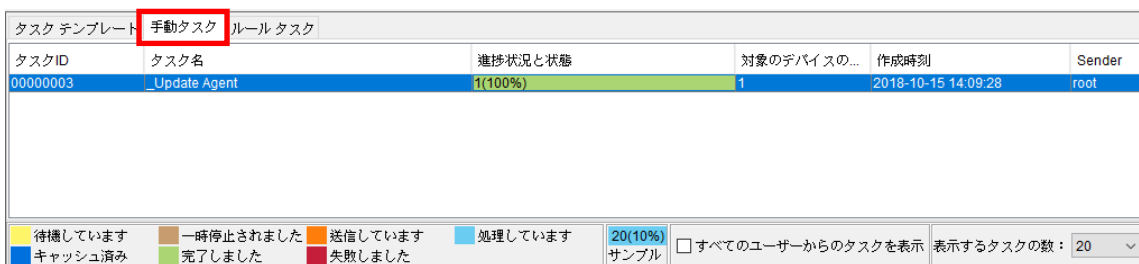 タスク テンプレート 手動タスク ルール タスク
タスクID タスク名 進捗状況と状態 対象のデバイスの... 作成時刻 Sender
00000003 _Update Agent 1(100%) 1 2018-10-15 14:09:28 root
待機しています 一時停止されました 送信しています 処理しています 20(10%) すべてのユーザーからのタスクを表示 表示するタスクの数： 20
キャッシュ済み 完了しました 失敗しました サンプル